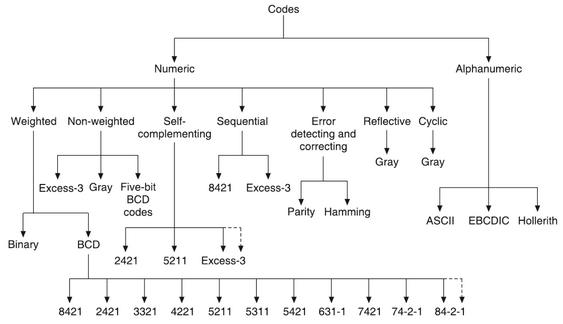 Codes
Numeric Alphanumeric
Weighted Non-weighted Self- Sequential Error Reflective Cyclic
complementing detecting and
correcting
Gray Gray
Excess-3 Gray Five-bit 8421 Excess-3
BCD
codes
Parity Hamming
ASCII EBCDIC Hollerith
Binary BCD
2421 5211 Excess-3
8421 2421 3321 4221 5211 5311 5421 631-1 7421 74-2-1 84-2-1